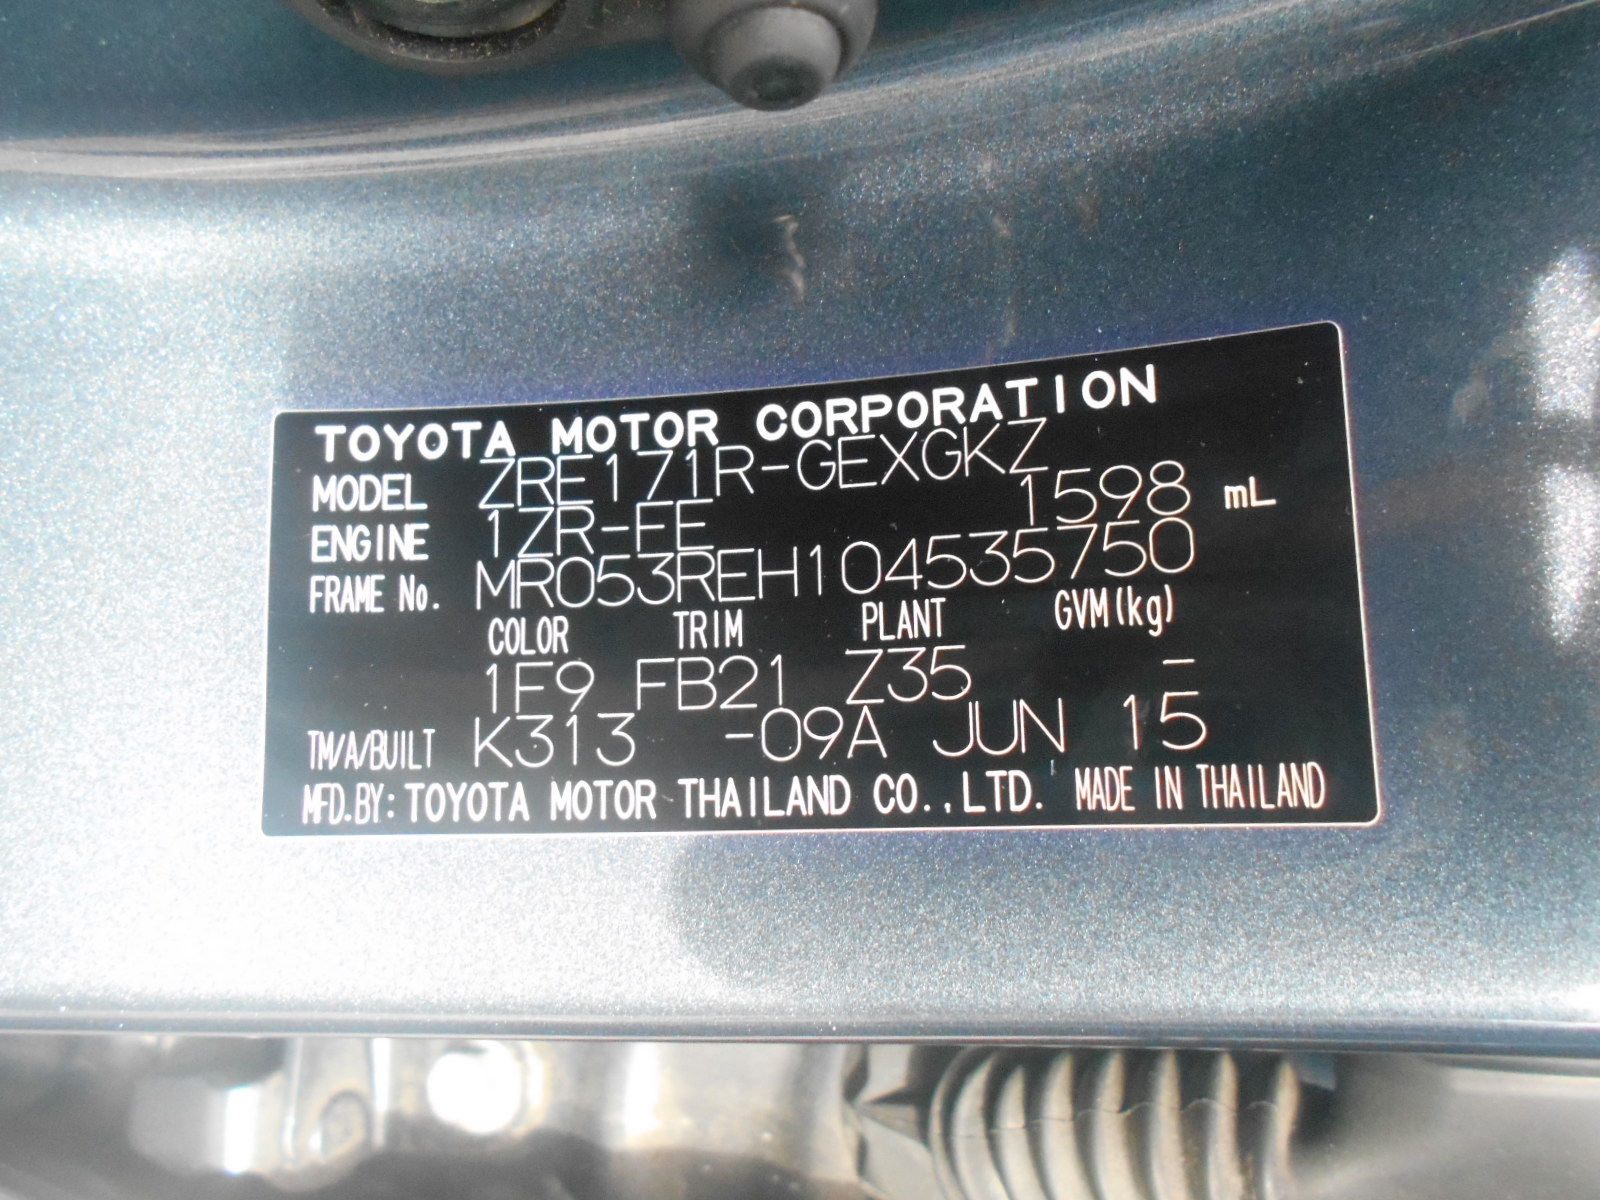 TOYOTA MOTOR CORPORATION
MODEL ZRE171R-GEXGKZ
ENGINE 1ZR-FE 1598 mL
FRAME No. MR053REH104535750
COLOR TRIM PLANT GVM(kg)
1F9 FB21 Z35 -
TM/A/BUILT K313 -09A JUN 15
MFD.BY: TOYOTA MOTOR THAILAND CO.,LTD. MADE IN THAILAND